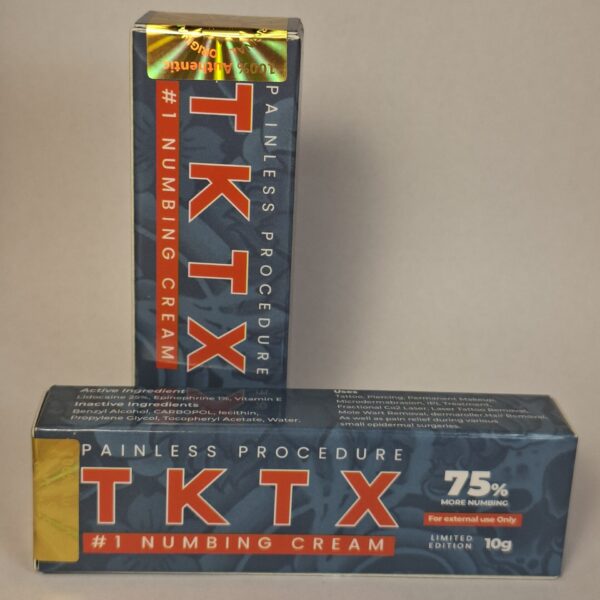 100% Authentic
ORIGINAL
PAINLESS PROCEDURE
TKTX
#1 NUMBING CREAM
Active Ingredient
Lidocaine 25%, Epinephrine 1%, Vitamin E
Inactive Ingredients
Benzyl Alcohol, CARBOPOL, lecithin,
Propylene Glycol, Tocopheryl Acetate, Water.
Uses
Tattoo, Piercing, Permanent Makeup,
Microdermabrasion, IPL Treatment,
Fractional Co2 Laser, Laser Tattoo Removal,
Mole Wart Removal, dermaroller, Hair Removal,
As well as pain relief during various
small epidermal surgeries.
PAINLESS PROCEDURE
TKTX
#1 NUMBING CREAM
75%
MORE NUMBING
For external use Only
LIMITED
EDITION 10g